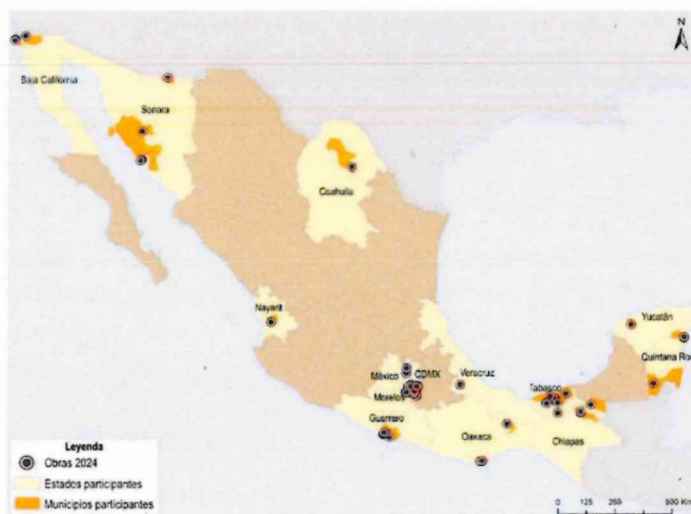 N
Baja California
Sonora
Coahuila
Nayarit
Yucatán
Quintana Roo
México
CDMX
Veracruz
Morelos
Tabasco
Guerrero
Oaxaca
Chiapas
Leyenda
Obras 2024
Estados participantes
Municipios participantes
0 125 250 500 Km